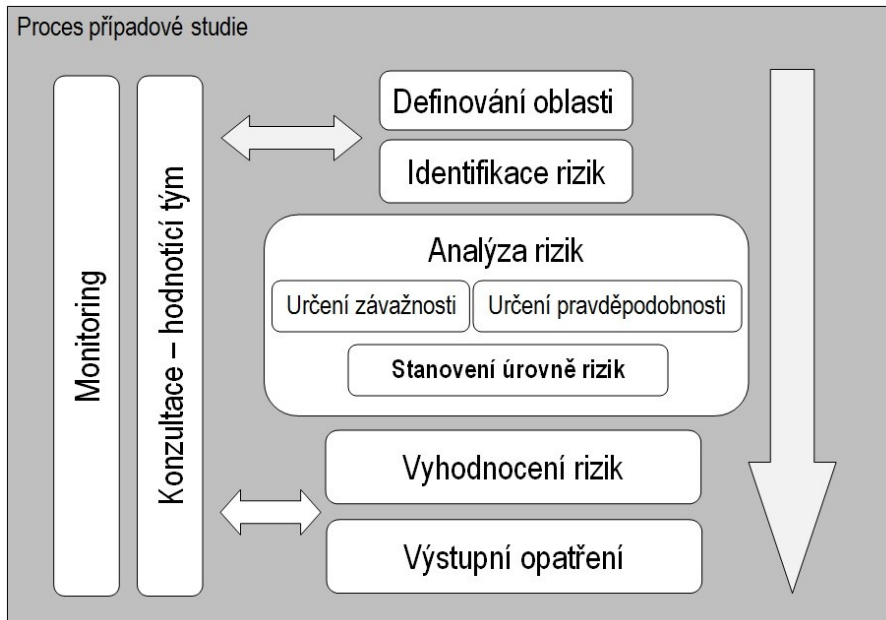 Proces případové studie
Monitoring
Konzultace – hodnotící tým
Definování oblasti
Identifikace rizik
Analýza rizik
Určení závažnosti
Určení pravděpodobnosti
Stanovení úrovně rizik
Vyhodnocení rizik
Výstupní opatření